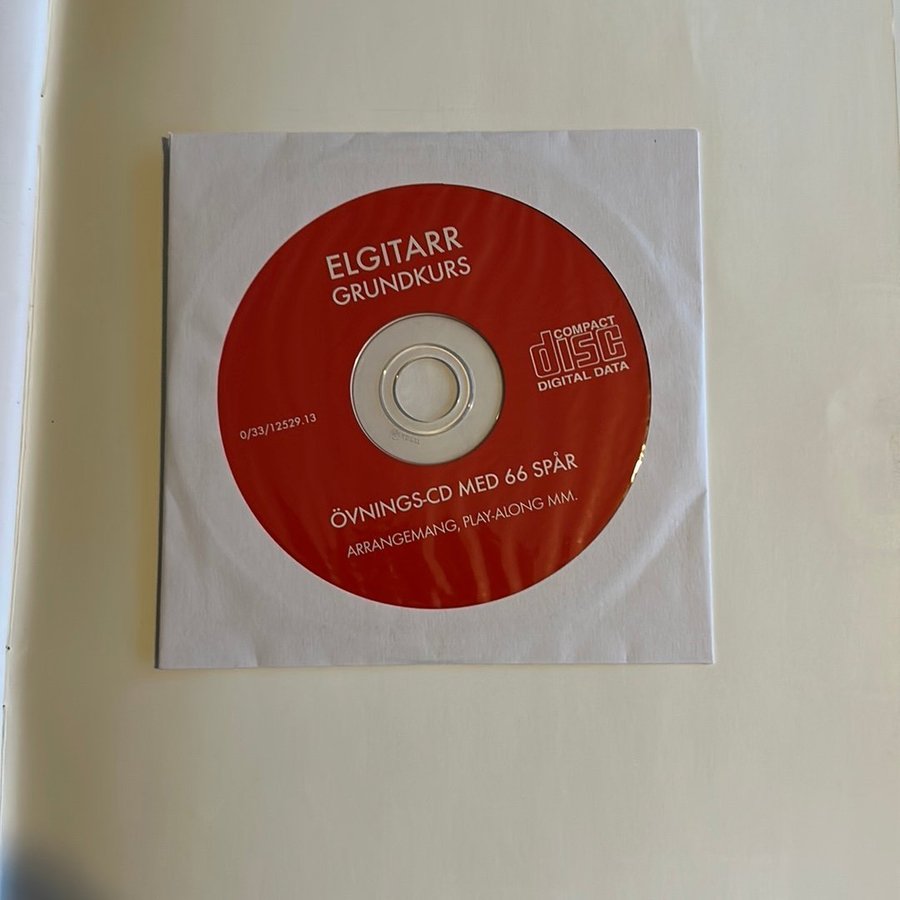 ELGITARR
GRUNDKURS
COMPACT
disc
DIGITAL DATA
0/33/12529.13
ÖVNINGS-CD MED 66 SPÅR
ARRANGEMANG, PLAY-ALONG MM.